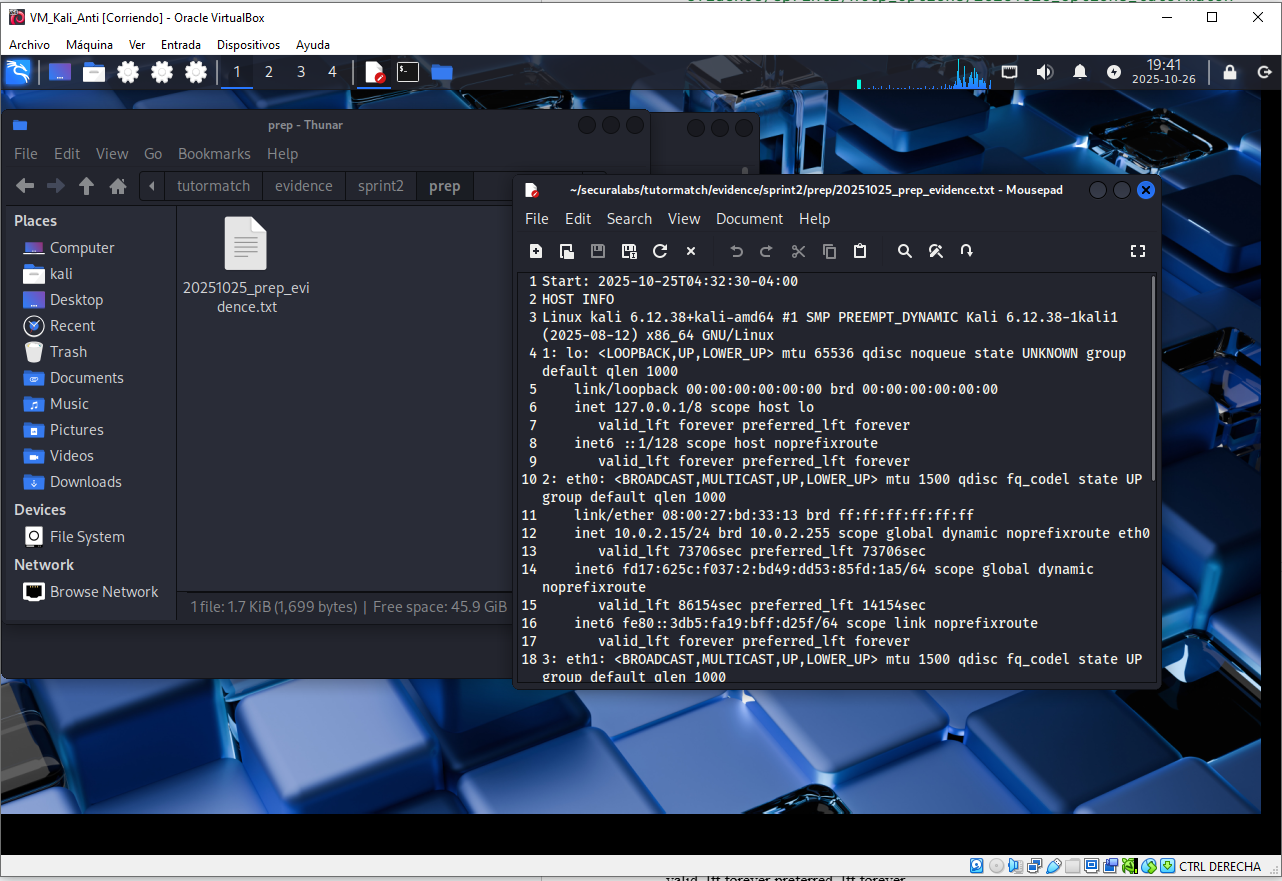 VM_Kali_Anti [Corriendo] - Oracle VirtualBox
Archivo Máquina Ver Entrada Dispositivos Ayuda
1 2 3 4
19:41
2025-10-26
prep - Thunar
File Edit View Go Bookmarks Help
tutormatch evidence sprint2 prep
Places
Computer
kali
Desktop
Recent
Trash
Documents
Music
Pictures
Videos
Downloads
Devices
File System
Network
Browse Network
20251025_prep_evi
dence.txt
1 file: 1.7 KiB (1,699 bytes) | Free space: 45.9 GiB
~/securalabs/tutormatch/evidence/sprint2/prep/20251025_prep_evidence.txt - Mousepad
File Edit Search View Document Help
1 Start: 2025-10-25T04:32:30-04:00
2 HOST INFO
3 Linux kali 6.12.38+kali-amd64 #1 SMP PREEMPT_DYNAMIC Kali 6.12.38-1kali1
(2025-08-12) x86_64 GNU/Linux
4 1: lo: <LOOPBACK,UP,LOWER_UP> mtu 65536 qdisc noqueue state UNKNOWN group
default qlen 1000
5 link/loopback 00:00:00:00:00:00 brd 00:00:00:00:00:00
6 inet 127.0.0.1/8 scope host lo
7 valid_lft forever preferred_lft forever
8 inet6 ::1/128 scope host noprefixroute
9 valid_lft forever preferred_lft forever
10 2: eth0: <BROADCAST,MULTICAST,UP,LOWER_UP> mtu 1500 qdisc fq_codel state UP
group default qlen 1000
11 link/ether 08:00:27:bd:33:13 brd ff:ff:ff:ff:ff:ff
12 inet 10.0.2.15/24 brd 10.0.2.255 scope global dynamic noprefixroute eth0
13 valid_lft 73706sec preferred_lft 73706sec
14 inet6 fd17:625c:f037:2:bd49:dd53:85fd:1a5/64 scope global dynamic
noprefixroute
15 valid_lft 86154sec preferred_lft 14154sec
16 inet6 fe80::3db5:fa19:bff:d25f/64 scope link noprefixroute
17 valid_lft forever preferred_lft forever
18 3: eth1: <BROADCAST,MULTICAST,UP,LOWER_UP> mtu 1500 qdisc fq_codel state UP
group default qlen 1000
CTRL DERECHA
valid_lft forever preferred_lft forever